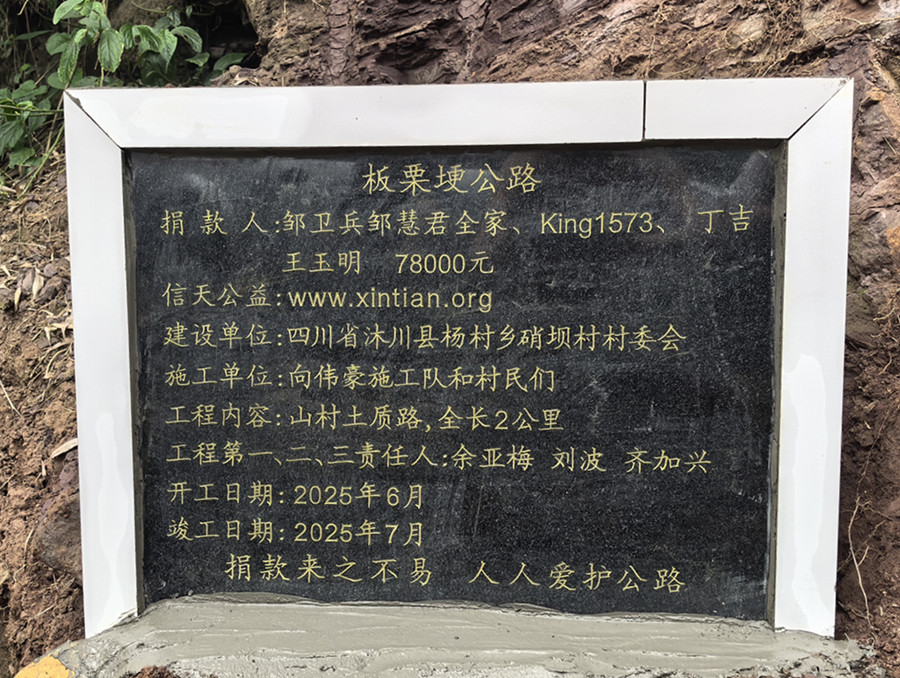 板栗埂公路
捐款人:邹卫兵邹慧君全家、King1573、丁吉
王玉明 78000元
信天公益:www.xintian.org
建设单位:四川省沐川县杨村乡硝坝村村委会
施工单位:向伟豪施工队和村民们
工程内容:山村土质路,全长2公里
工程第一、二、三责任人:余亚梅 刘波 齐加兴
开工日期:2025年6月
竣工日期:2025年7月
捐款来之不易 人人爱护公路